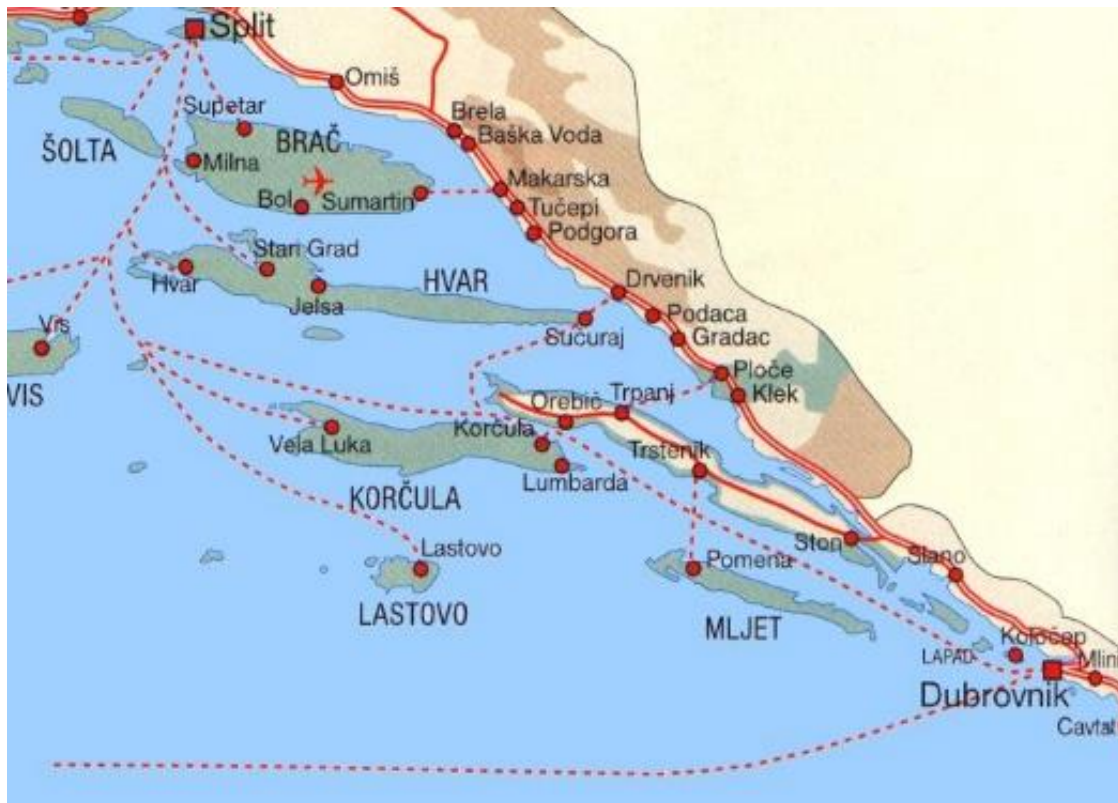 Split
Omiš
Supetar
Brela
BRAČ
Baška Voda
ŠOLTA
Milna
Makarska
Bol
Sumartin
Tučepi
Podgora
Stari Grad
Hvar
HVAR
Drvenik
Jelsa
Podaca
Sućuraj
Gradac
Vis
Ploče
VIS
Klek
Trpanj
Orebić
Korčula
Vela Luka
Trstenik
Lumbarda
KORČULA
Ston
Lastovo
Pomena
Slano
LASTOVO
MLJET
Koločep
LAPAD
Mlini
Dubrovnik
Cavtat